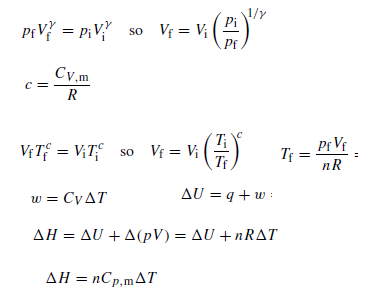 p_f V_f^γ = p_i V_i^γ so V_f = V_i (p_i / p_f)^{1/γ}
c = C_{V,m} / R
V_f T_f^c = V_i T_i^c so V_f = V_i (T_i / T_f)^c T_f = p_f V_f / nR =
w = C_V ΔT ΔU = q + w :
ΔH = ΔU + Δ(pV) = ΔU + nRΔT
ΔH = nC_{p,m}ΔT